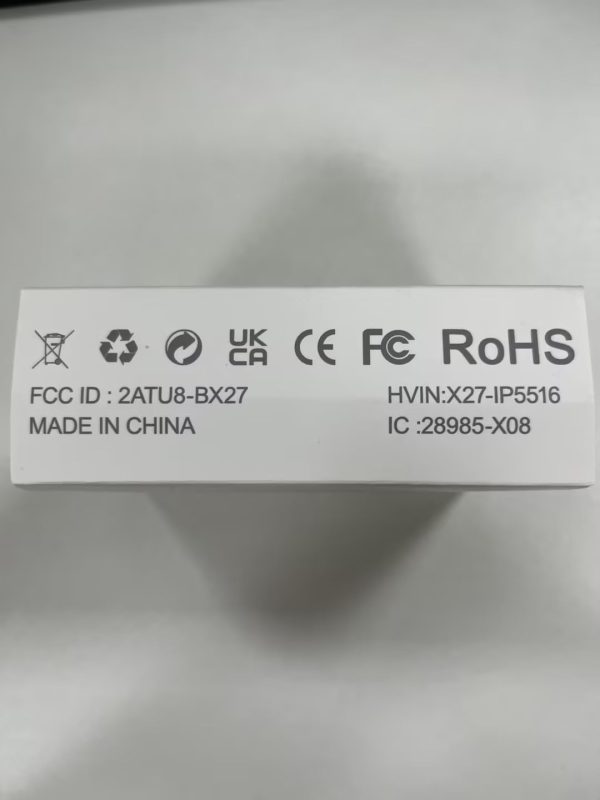 UK CA CE FC RoHS
FCC ID : 2ATU8-BX27
HVIN:X27-IP5516
MADE IN CHINA
IC :28985-X08